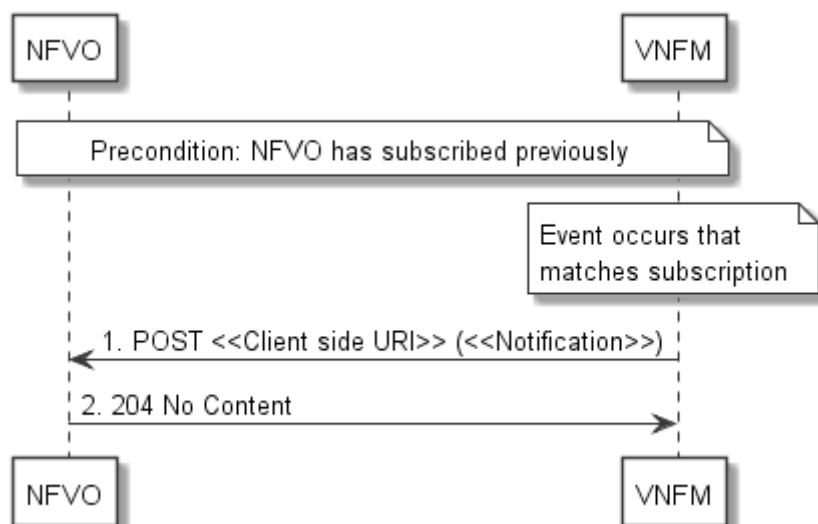 NFVO
VNFM
Precondition: NFVO has subscribed previously
Event occurs that
matches subscription
1. POST <<Client side URI>> (<<Notification>>)
2. 204 No Content
NFVO
VNFM